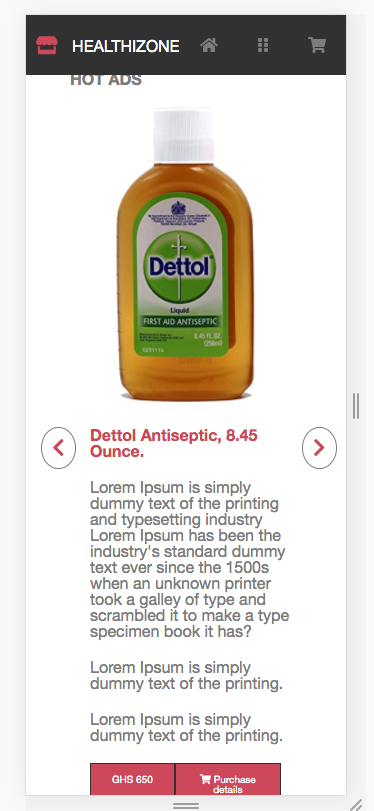 HEALTHIZONE
HOT ADS
Dettol
Liquid
FIRST AID ANTISEPTIC
8.45 FL. OZ.
(250ml)
Dettol Antiseptic, 8.45
Ounce.
Lorem Ipsum is simply
dummy text of the printing
and typesetting industry
Lorem Ipsum has been the
industry's standard dummy
text ever since the 1500s
when an unknown printer
took a galley of type and
scrambled it to make a type
specimen book it has?
Lorem Ipsum is simply
dummy text of the printing.
Lorem Ipsum is simply
dummy text of the printing.
GHS 650
Purchase
details